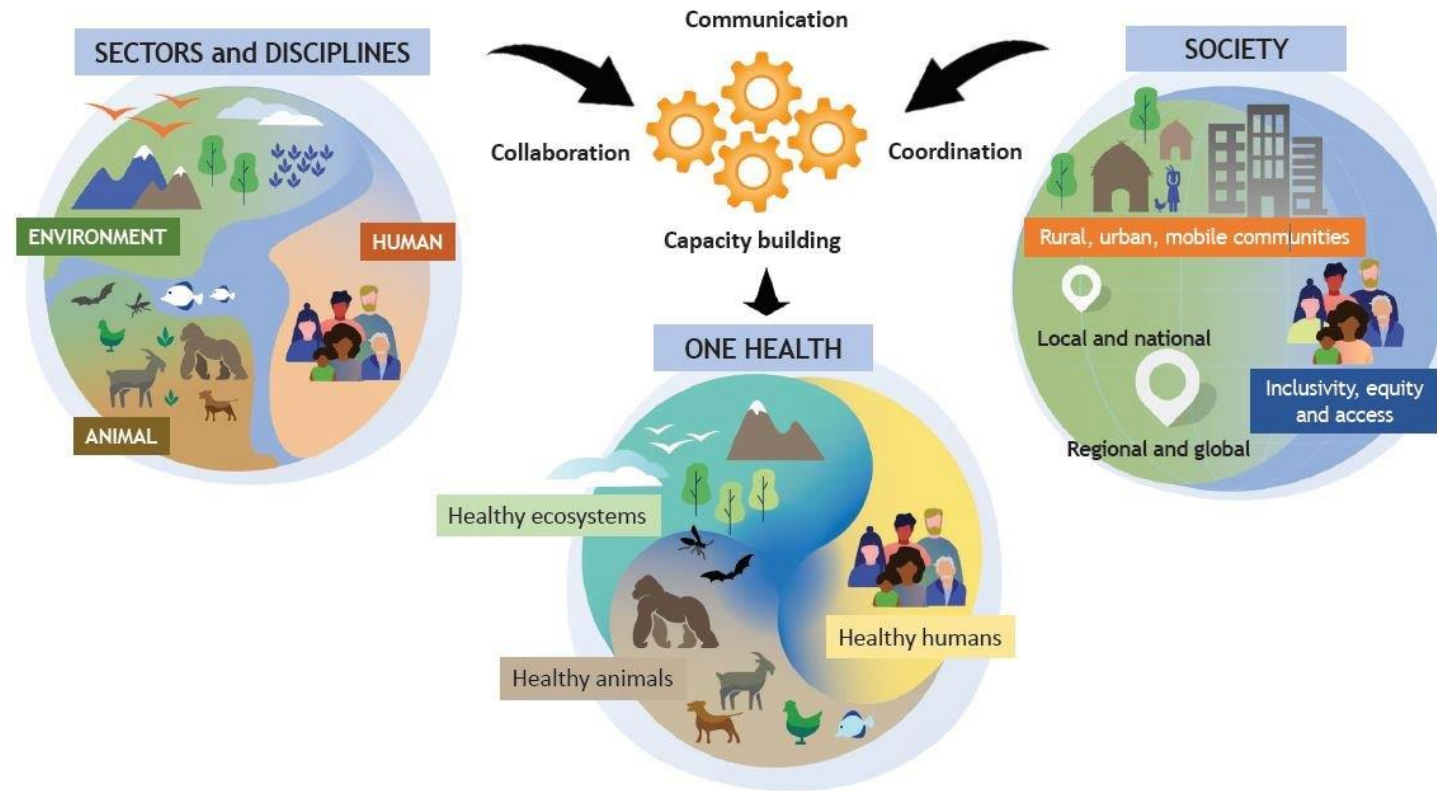 Communication
SECTORS and DISCIPLINES
SOCIETY
Collaboration
Coordination
ENVIRONMENT
HUMAN
Rural, urban, mobile communities
Capacity building
Local and national
ONE HEALTH
Inclusivity, equity
and access
ANIMAL
Regional and global
Healthy ecosystems
Healthy humans
Healthy animals